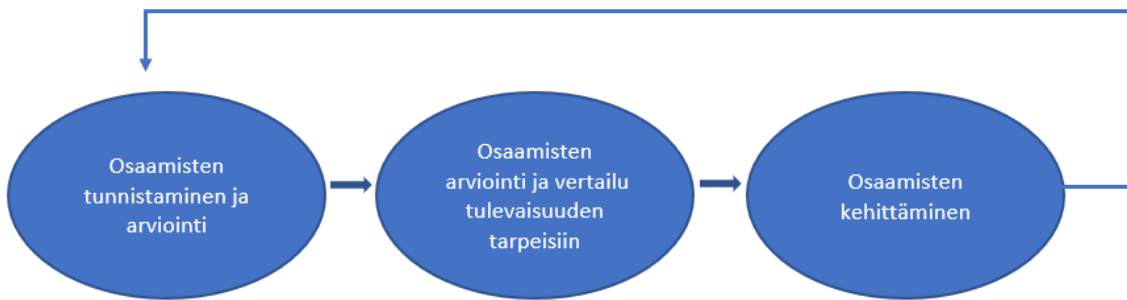 Osaamisten
tunnistaminen ja
arviointi
Osaamisten
arviointi ja vertailu
tulevaisuuden
tarpeisiin
Osaamisten
kehittäminen